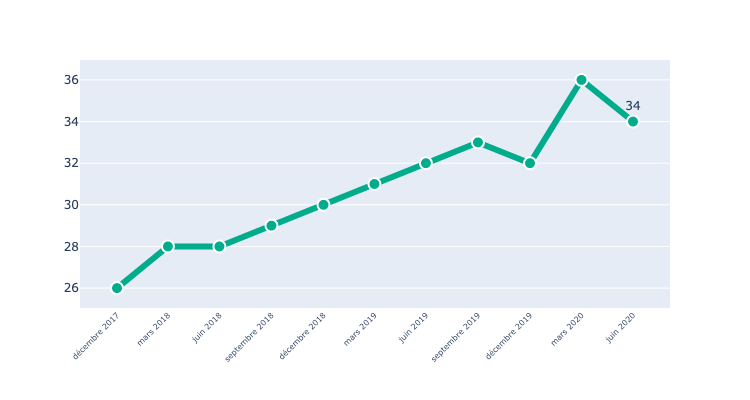 36
34
34
32
30
28
26
décembre 2017
mars 2018
juin 2018
septembre 2018
décembre 2018
mars 2019
juin 2019
septembre 2019
décembre 2019
mars 2020
juin 2020